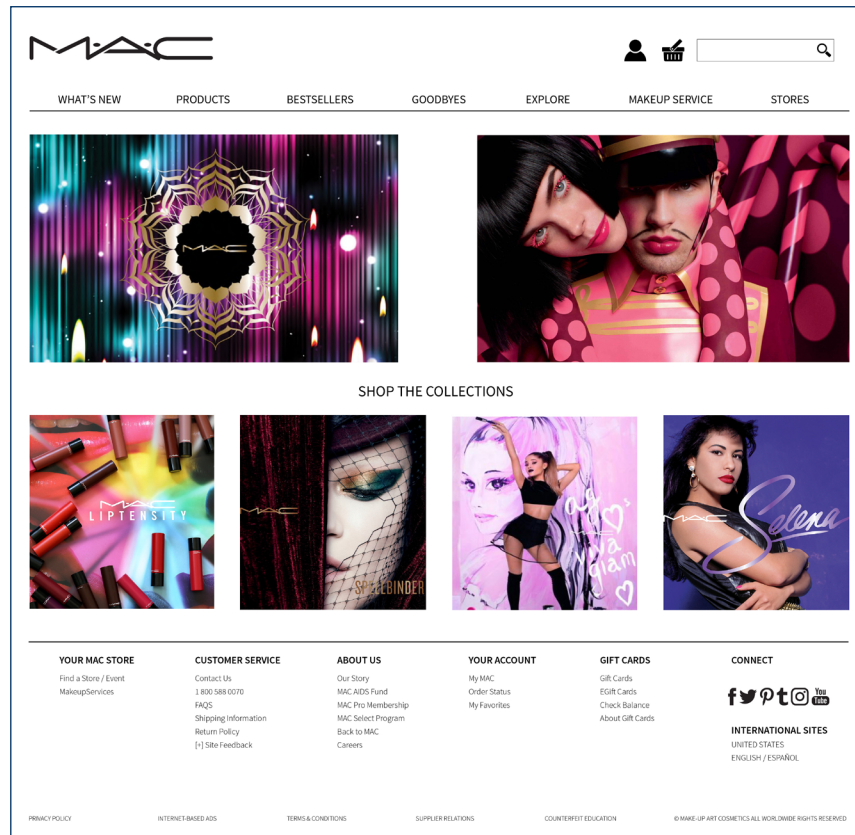 M·A·C
WHAT'S NEW
PRODUCTS
BESTSELLERS
GOODBYES
EXPLORE
MAKEUP SERVICE
STORES
M·A·C
SHOP THE COLLECTIONS
M·A·C
LIPTENSITY
M·A·C
SPELLBINDER
ag
M·A·C
viva
glam
M·A·C
Selena
YOUR MAC STORE
Find a Store / Event
MakeupServices
CUSTOMER SERVICE
Contact Us
1 800 588 0070
FAQS
Shipping Information
Return Policy
[+] Site Feedback
ABOUT US
Our Story
MAC AIDS Fund
MAC Pro Membership
MAC Select Program
Back to MAC
Careers
YOUR ACCOUNT
My MAC
Order Status
My Favorites
GIFT CARDS
Gift Cards
EGift Cards
Check Balance
About Gift Cards
CONNECT
You
Tube
INTERNATIONAL SITES
UNITED STATES
ENGLISH / ESPAÑOL
PRIVACY POLICY
INTERNET-BASED ADS
TERMS & CONDITIONS
SUPPLIER RELATIONS
COUNTERFEIT EDUCATION
© MAKE-UP ART COSMETICS ALL WORLDWIDE RIGHTS RESERVED